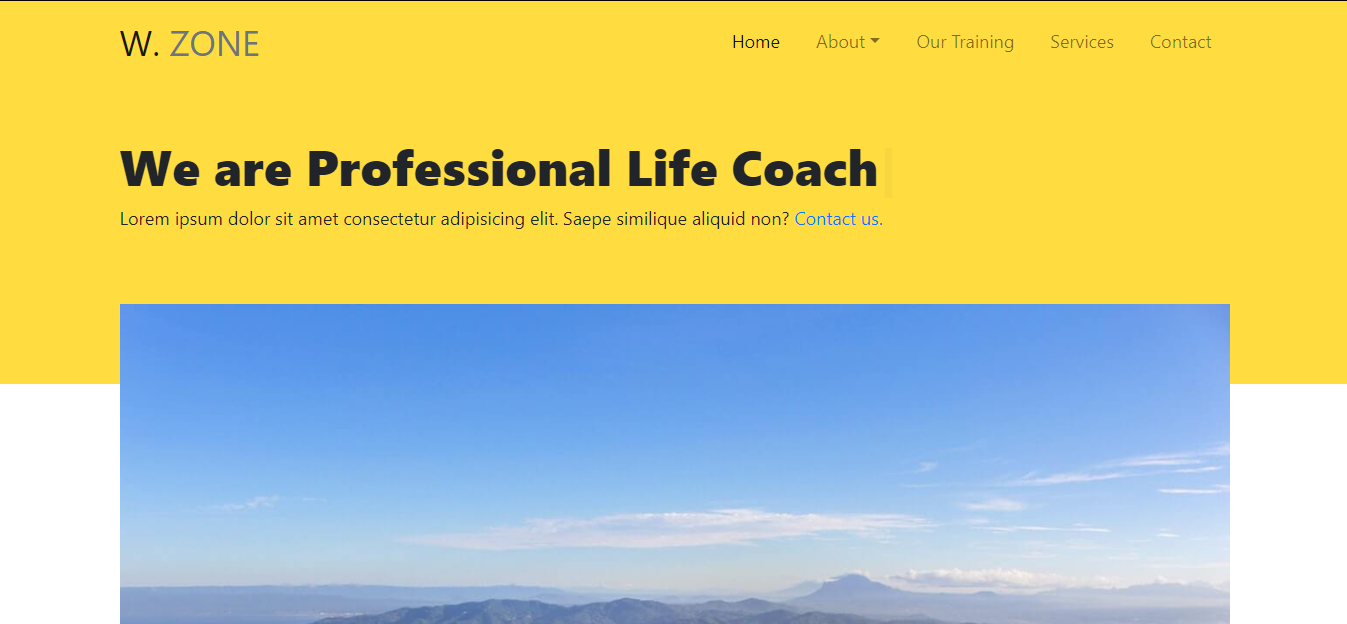 W. ZONE
Home About Our Training Services Contact
We are Professional Life Coach
Lorem ipsum dolor sit amet consectetur adipisicing elit. Saepe similique aliquid non? Contact us.